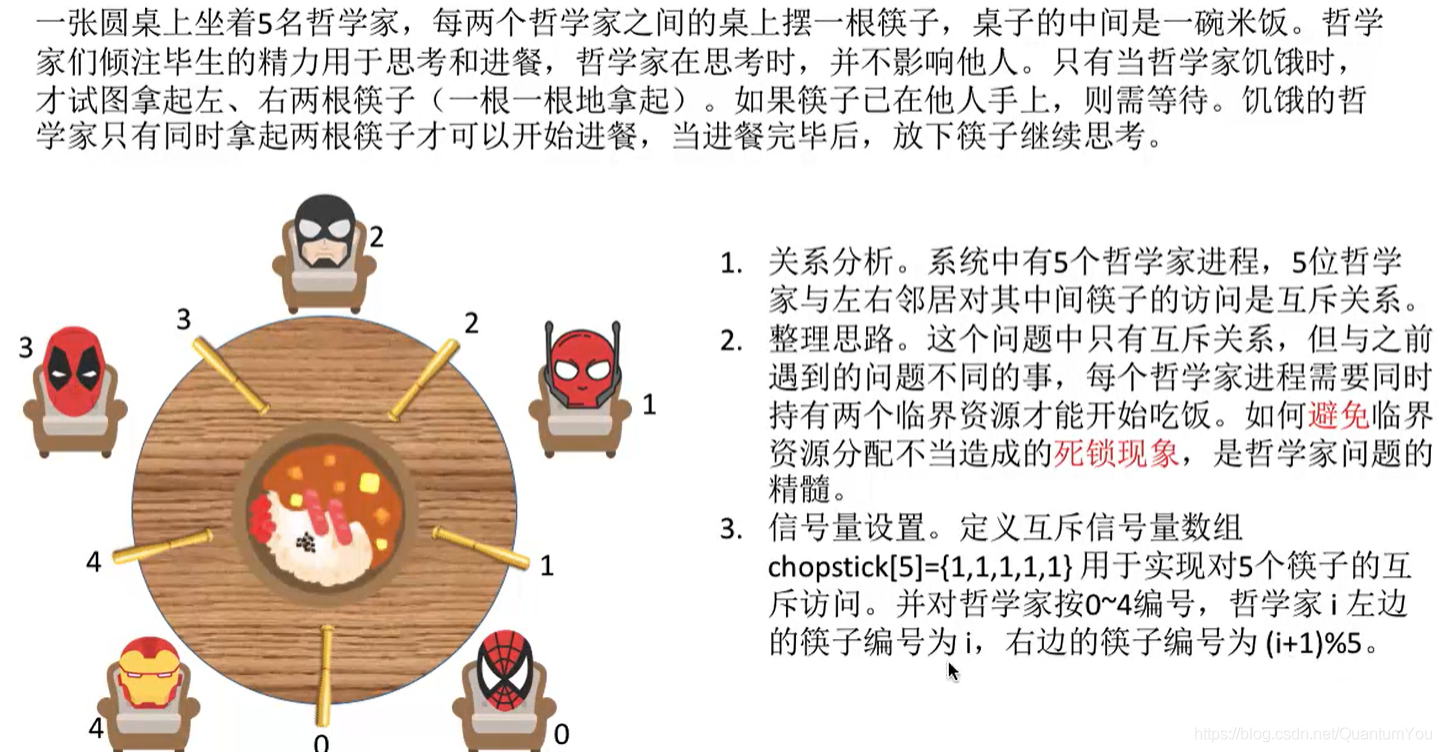 一张圆桌上坐着5名哲学家，每两个哲学家之间的桌上摆一根筷子，桌子的中间是一碗米饭。哲学
家们倾注毕生的精力用于思考和进餐，哲学家在思考时，并不影响他人。只有当哲学家饥饿时，
才试图拿起左、右两根筷子（一根一根地拿起）。如果筷子已在他人手上，则需等待。饥饿的哲
学家只有同时拿起两根筷子才可以开始进餐，当进餐完毕后，放下筷子继续思考。
2
3
2
3
1
4
1
4
0
0
1. 关系分析。系统中有5个哲学家进程，5位哲学
家与左右邻居对其中间筷子的访问是互斥关系。
2. 整理思路。这个问题中只有互斥关系，但与之前
遇到的问题不同的事，每个哲学家进程需要同时
持有两个临界资源才能开始吃饭。如何避免临界
资源分配不当造成的死锁现象，是哲学家问题的
精髓。
3. 信号量设置。定义互斥信号量数组
chopstick[5]={1,1,1,1,1} 用于实现对5个筷子的互
斥访问。并对哲学家按0~4编号，哲学家 i 左边
的筷子编号为 i，右边的筷子编号为 (i+1)%5。
https://blog.csdn.net/QuantumYou